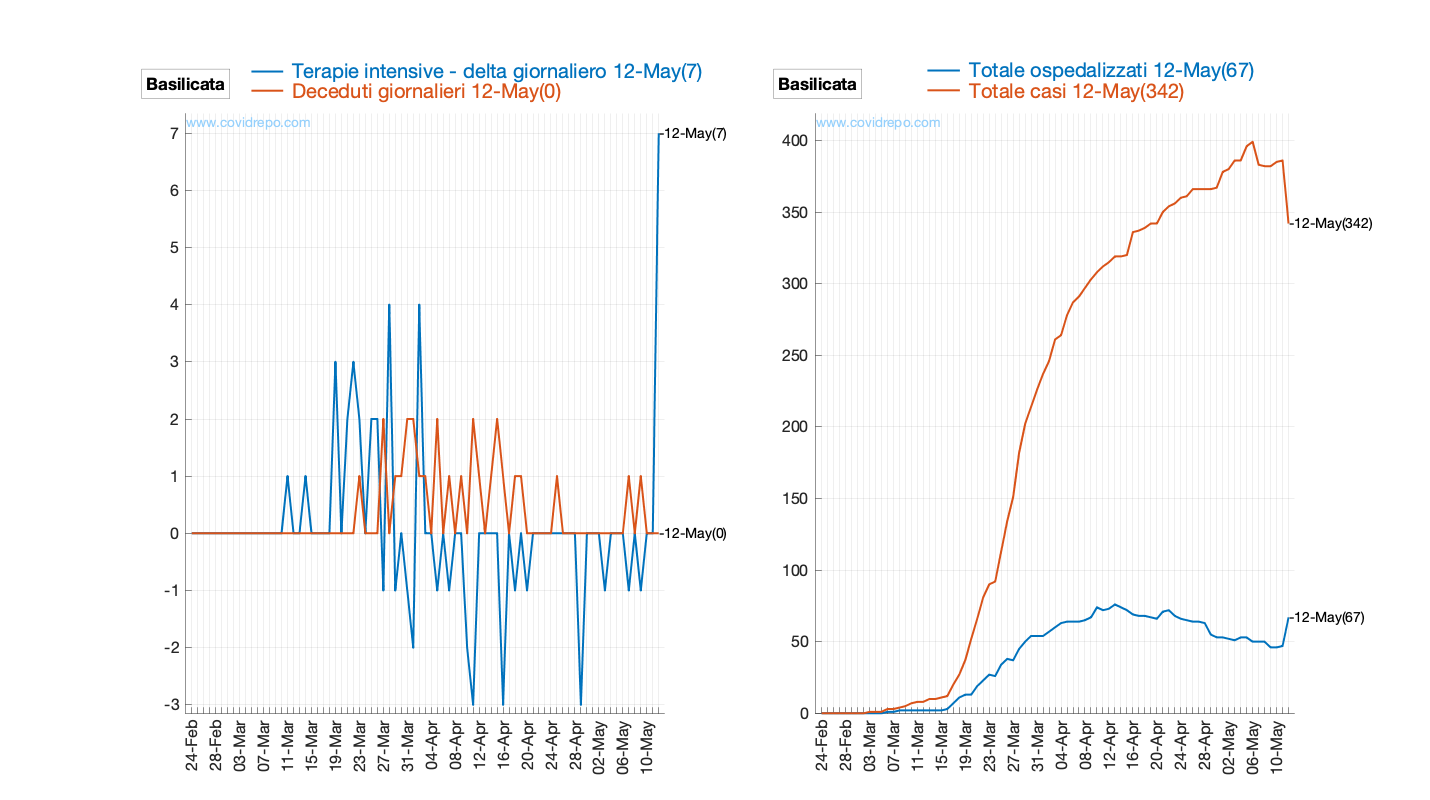 Basilicata
Terapie intensive - delta giornaliero 12-May(7)
Deceduti giornalieri 12-May(0)
www.covidrepo.com
7
6
5
4
3
2
1
0
-1
-2
-3
12-May(7)
12-May(0)
24-Feb
28-Feb
03-Mar
07-Mar
11-Mar
15-Mar
19-Mar
23-Mar
27-Mar
31-Mar
04-Apr
08-Apr
12-Apr
16-Apr
20-Apr
24-Apr
28-Apr
02-May
06-May
10-May
Basilicata
Totale ospedalizzati 12-May(67)
Totale casi 12-May(342)
www.covidrepo.com
400
350
300
250
200
150
100
50
0
12-May(342)
12-May(67)
24-Feb
28-Feb
03-Mar
07-Mar
11-Mar
15-Mar
19-Mar
23-Mar
27-Mar
31-Mar
04-Apr
08-Apr
12-Apr
16-Apr
20-Apr
24-Apr
28-Apr
02-May
06-May
10-May